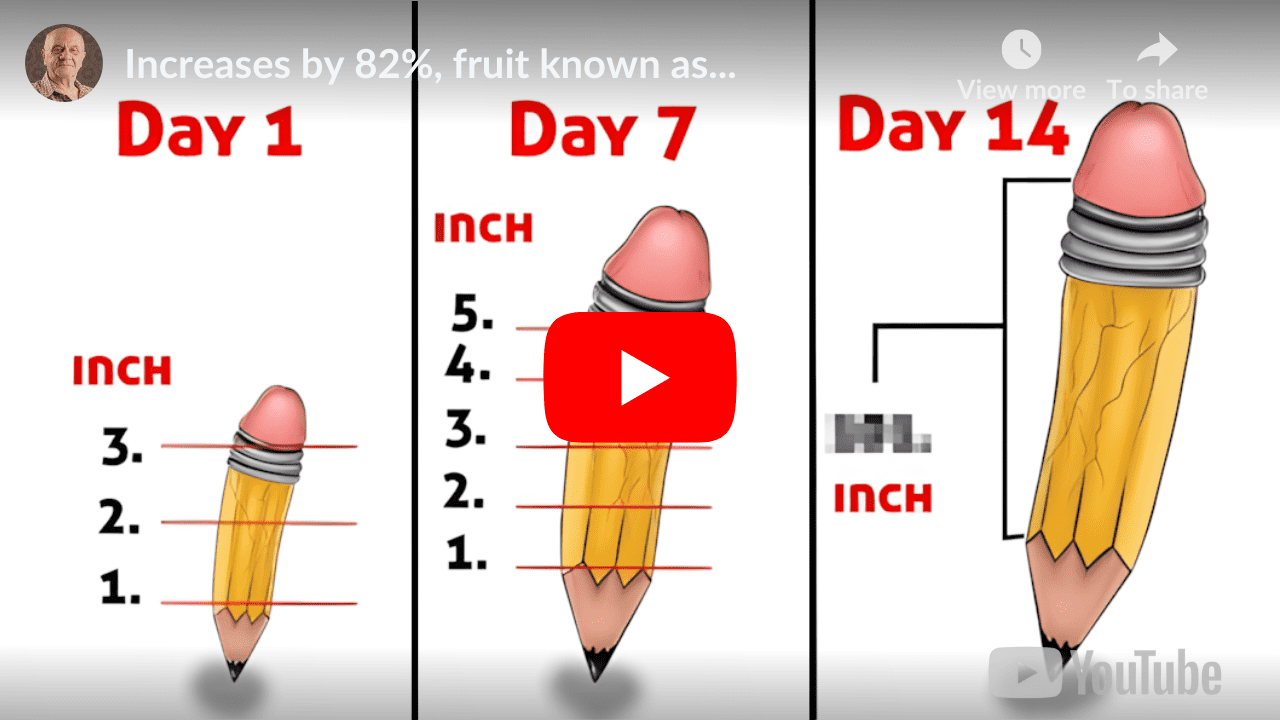 Increases by 82%, fruit known as...
View more
To share
Day 1
INCH
3.
2.
1.
Day 7
INCH
5.
4.
3.
2.
1.
Day 14
INCH
YouTube